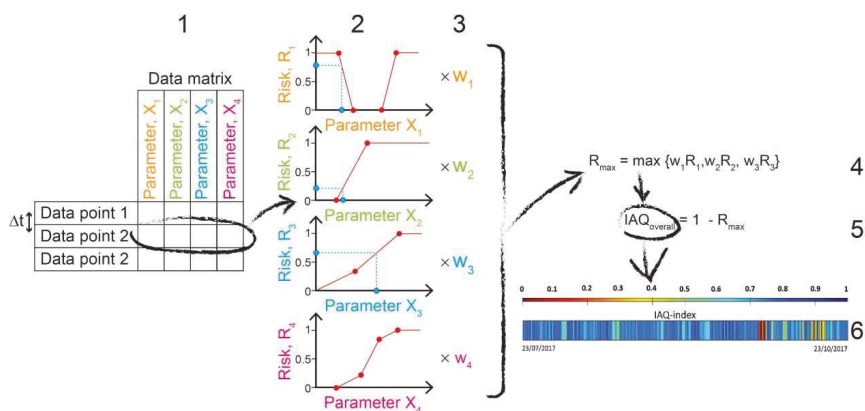 1
2
3
Data matrix
Parameter, X₁
Parameter, X₂
Parameter, X₃
Parameter, X₄
Δt
Data point 1
Data point 2
Data point 2
Risk, R₁
1
0.5
0
Parameter X₁
× w₁
Risk, R₂
1
0.5
0
Parameter X₂
× w₂
Risk, R₃
1
0.5
0
Parameter X₃
× w₃
Risk, R₄
1
0.5
0
Parameter X₄
× w₄
R_max = max {w₁R₁,w₂R₂, w₃R₃}
4
IAQ_overall = 1 - R_max
5
0 0.1 0.2 0.3 0.4 0.5 0.6 0.7 0.8 0.9 1
IAQ-index
6
23/07/2017 23/10/2017